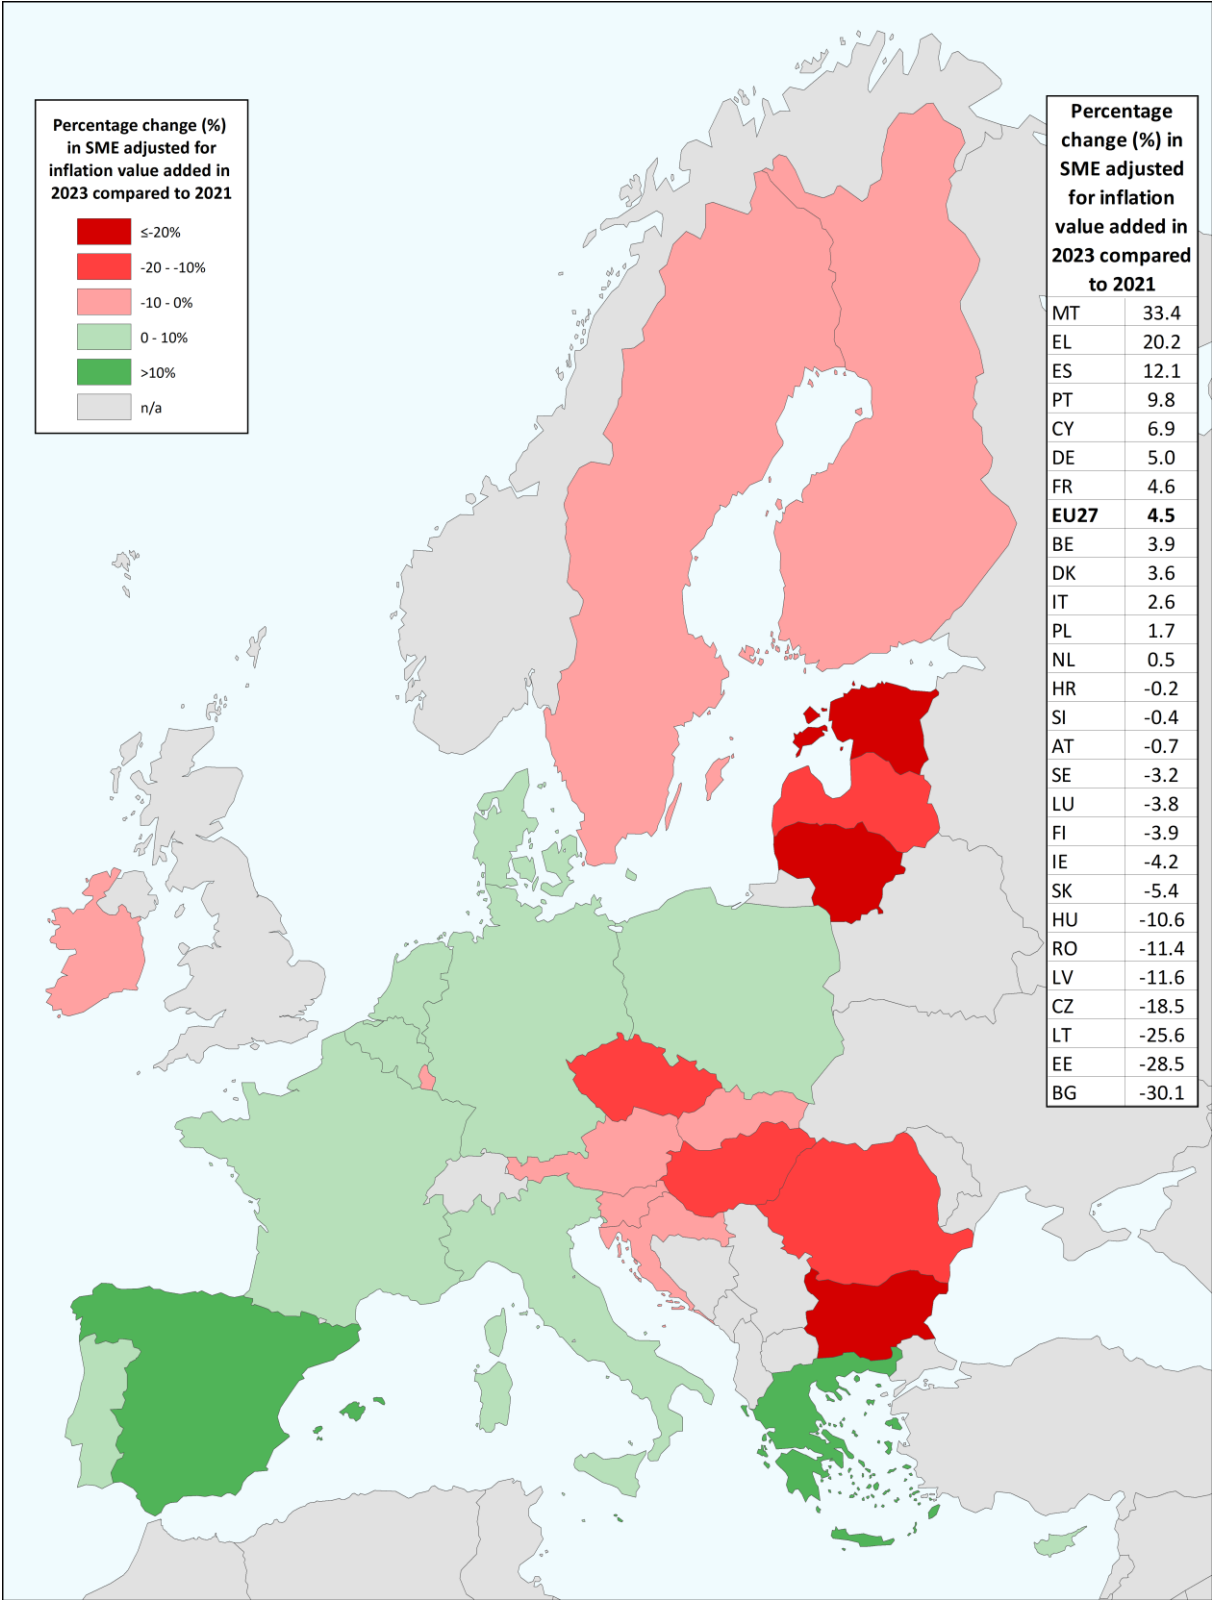 Percentage change (%)
in SME adjusted for
inflation value added in
2023 compared to 2021
≤-20%
-20 - -10%
-10 - 0%
0 - 10%
>10%
n/a
Percentage
change (%) in
SME adjusted
for inflation
value added in
2023 compared
to 2021
MT 33.4
EL 20.2
ES 12.1
PT 9.8
CY 6.9
DE 5.0
FR 4.6
EU27 4.5
BE 3.9
DK 3.6
IT 2.6
PL 1.7
NL 0.5
HR -0.2
SI -0.4
AT -0.7
SE -3.2
LU -3.8
FI -3.9
IE -4.2
SK -5.4
HU -10.6
RO -11.4
LV -11.6
CZ -18.5
LT -25.6
EE -28.5
BG -30.1